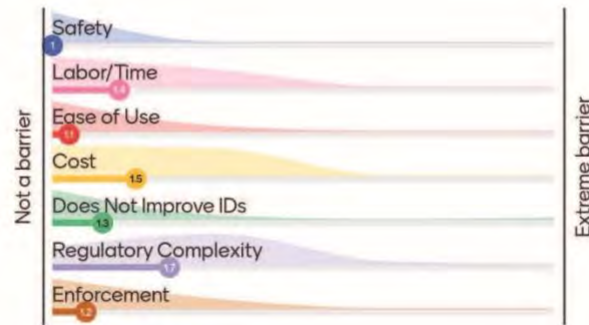 Not a barrier
Safety
1
Labor/Time
1.4
Ease of Use
1.1
Cost
1.5
Does Not Improve IDs
1.3
Regulatory Complexity
1.7
Enforcement
1.2
Extreme barrier